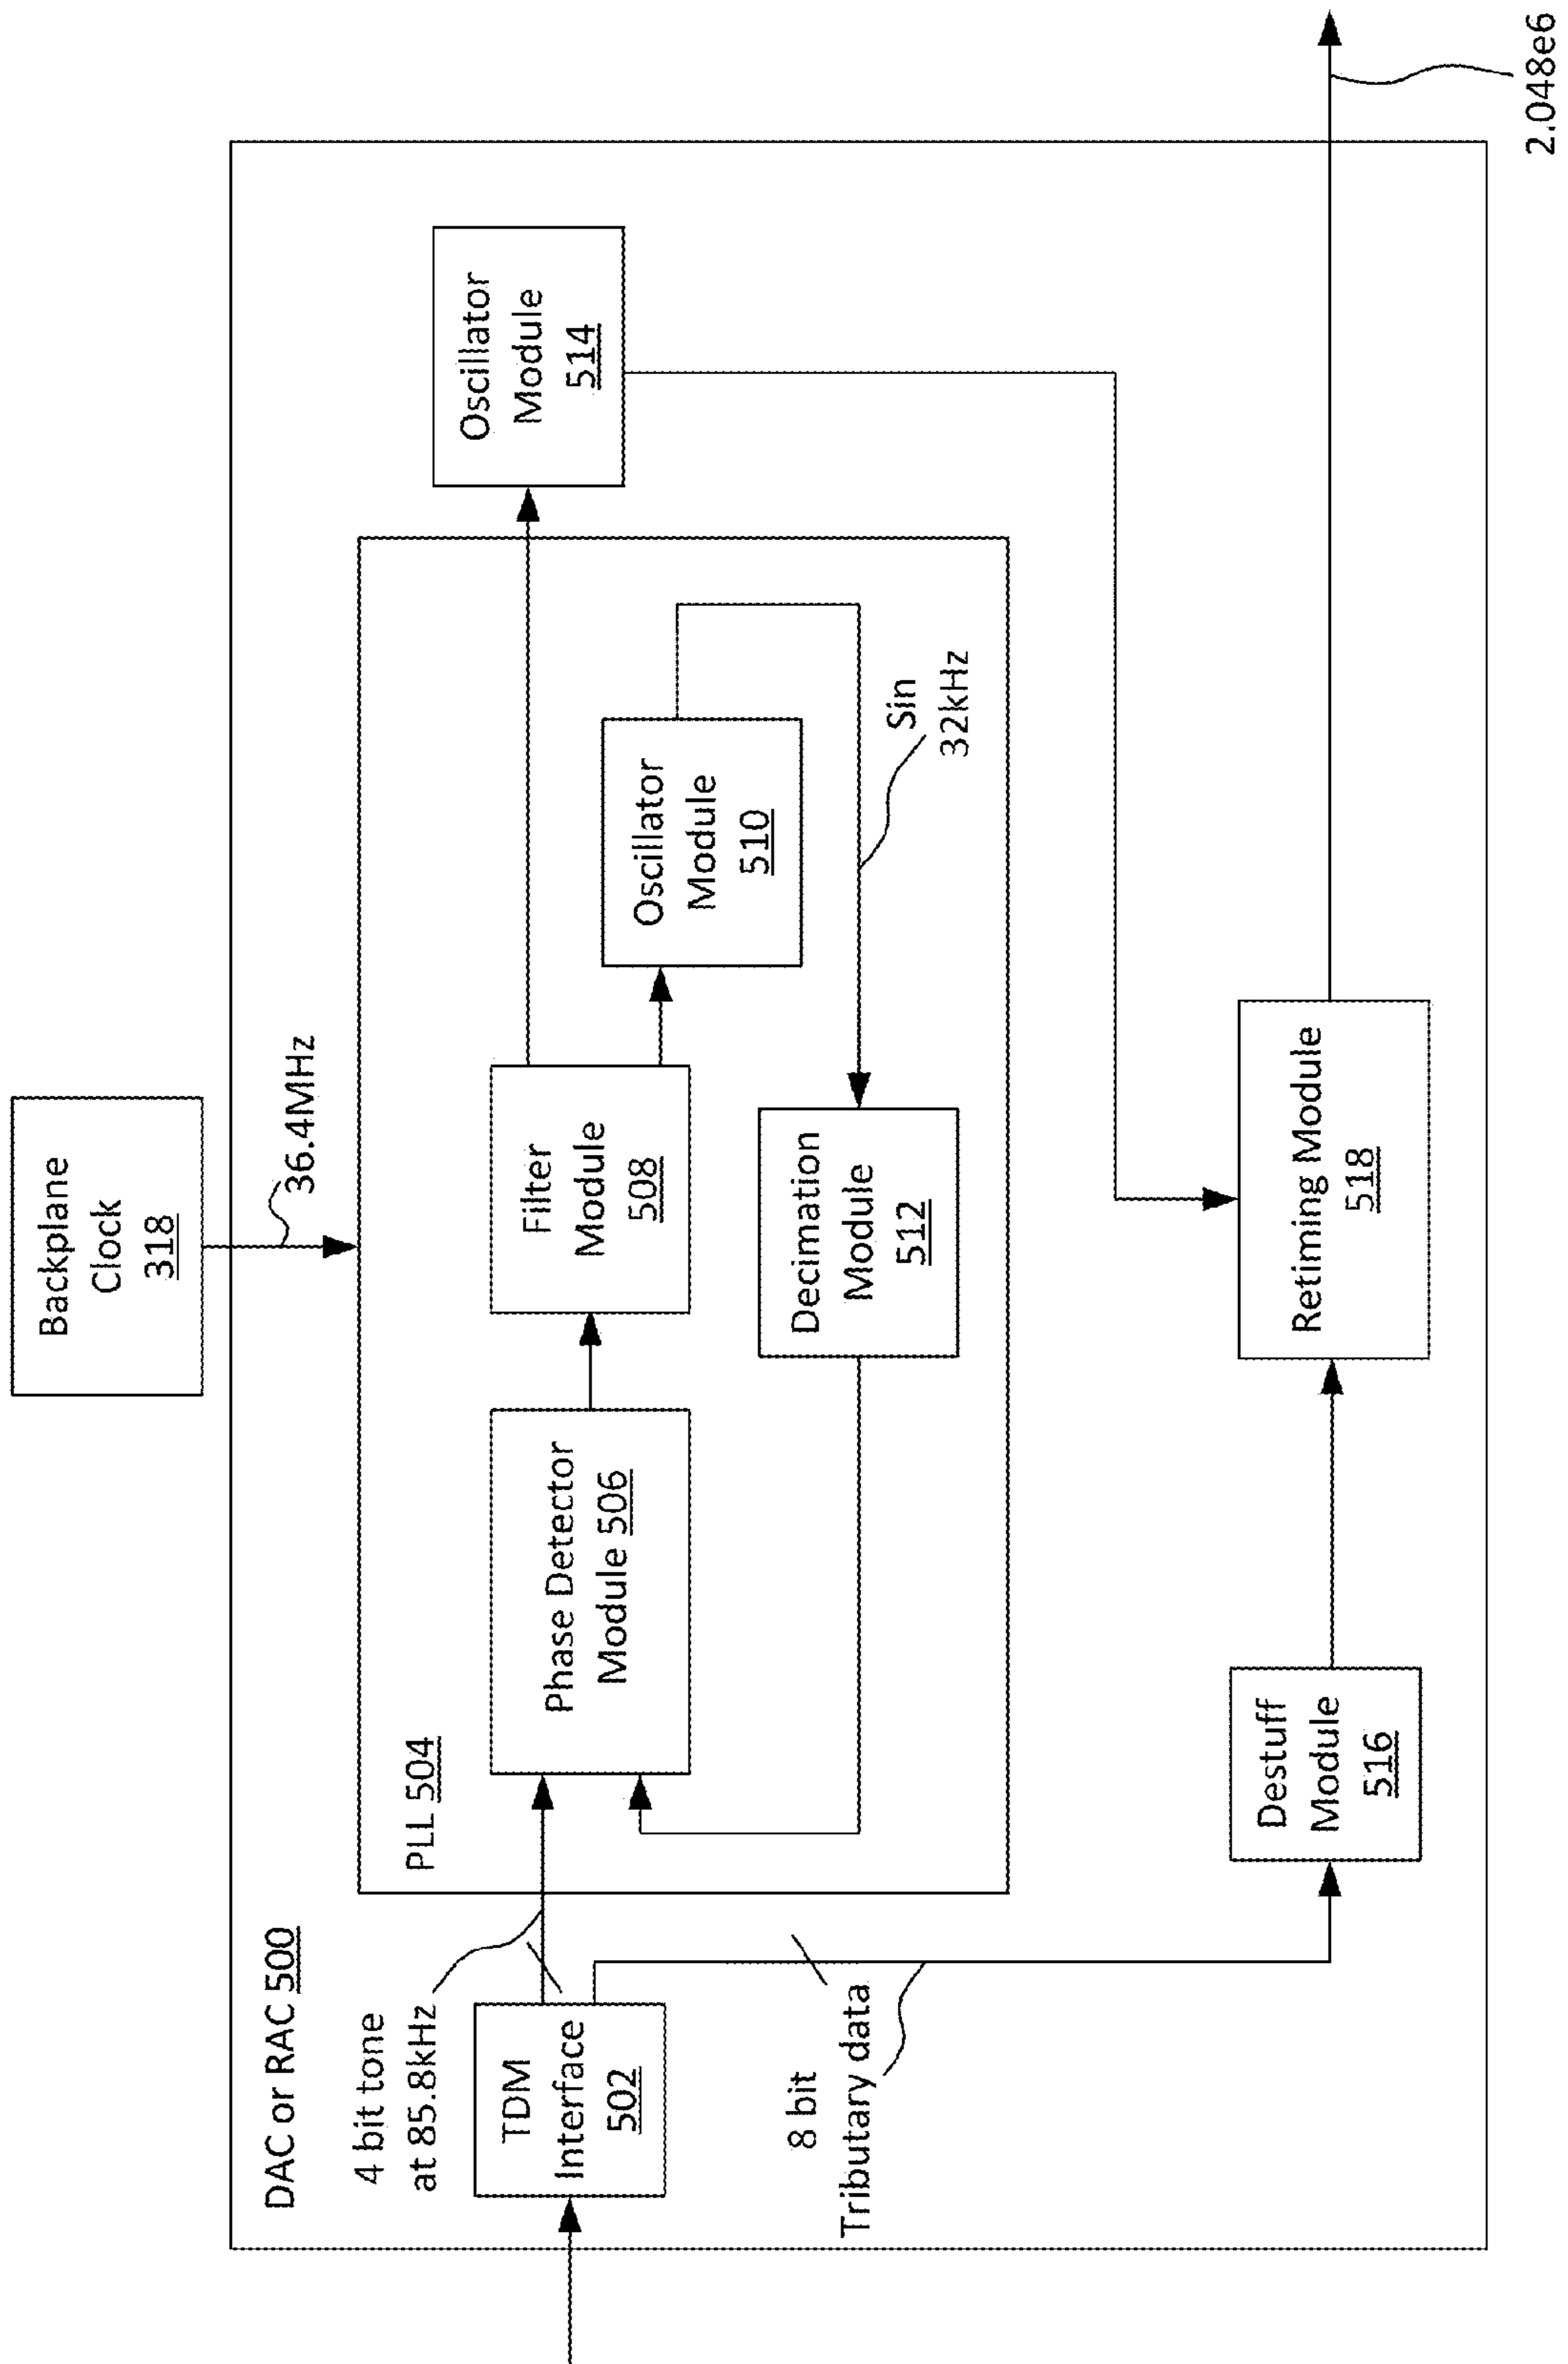 Backplane
Clock
318
36.4MHz
DAC or RAC 500
4 bit tone
at 85.8kHz
TDM
Interface
502
8 bit
Tributary data
PLL 504
Phase Detector
Module 506
Filter
Module
508
Oscillator
Module
510
Sin
32kHz
Decimation
Module
512
Oscillator
Module
514
Destuff
Module
516
Retiming Module
518
2.048e6